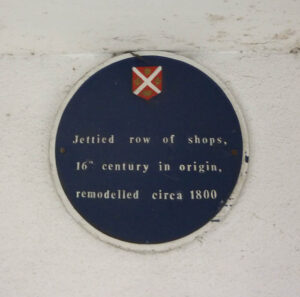 Jettied row of shops,
16th century in origin,
remodelled circa 1800